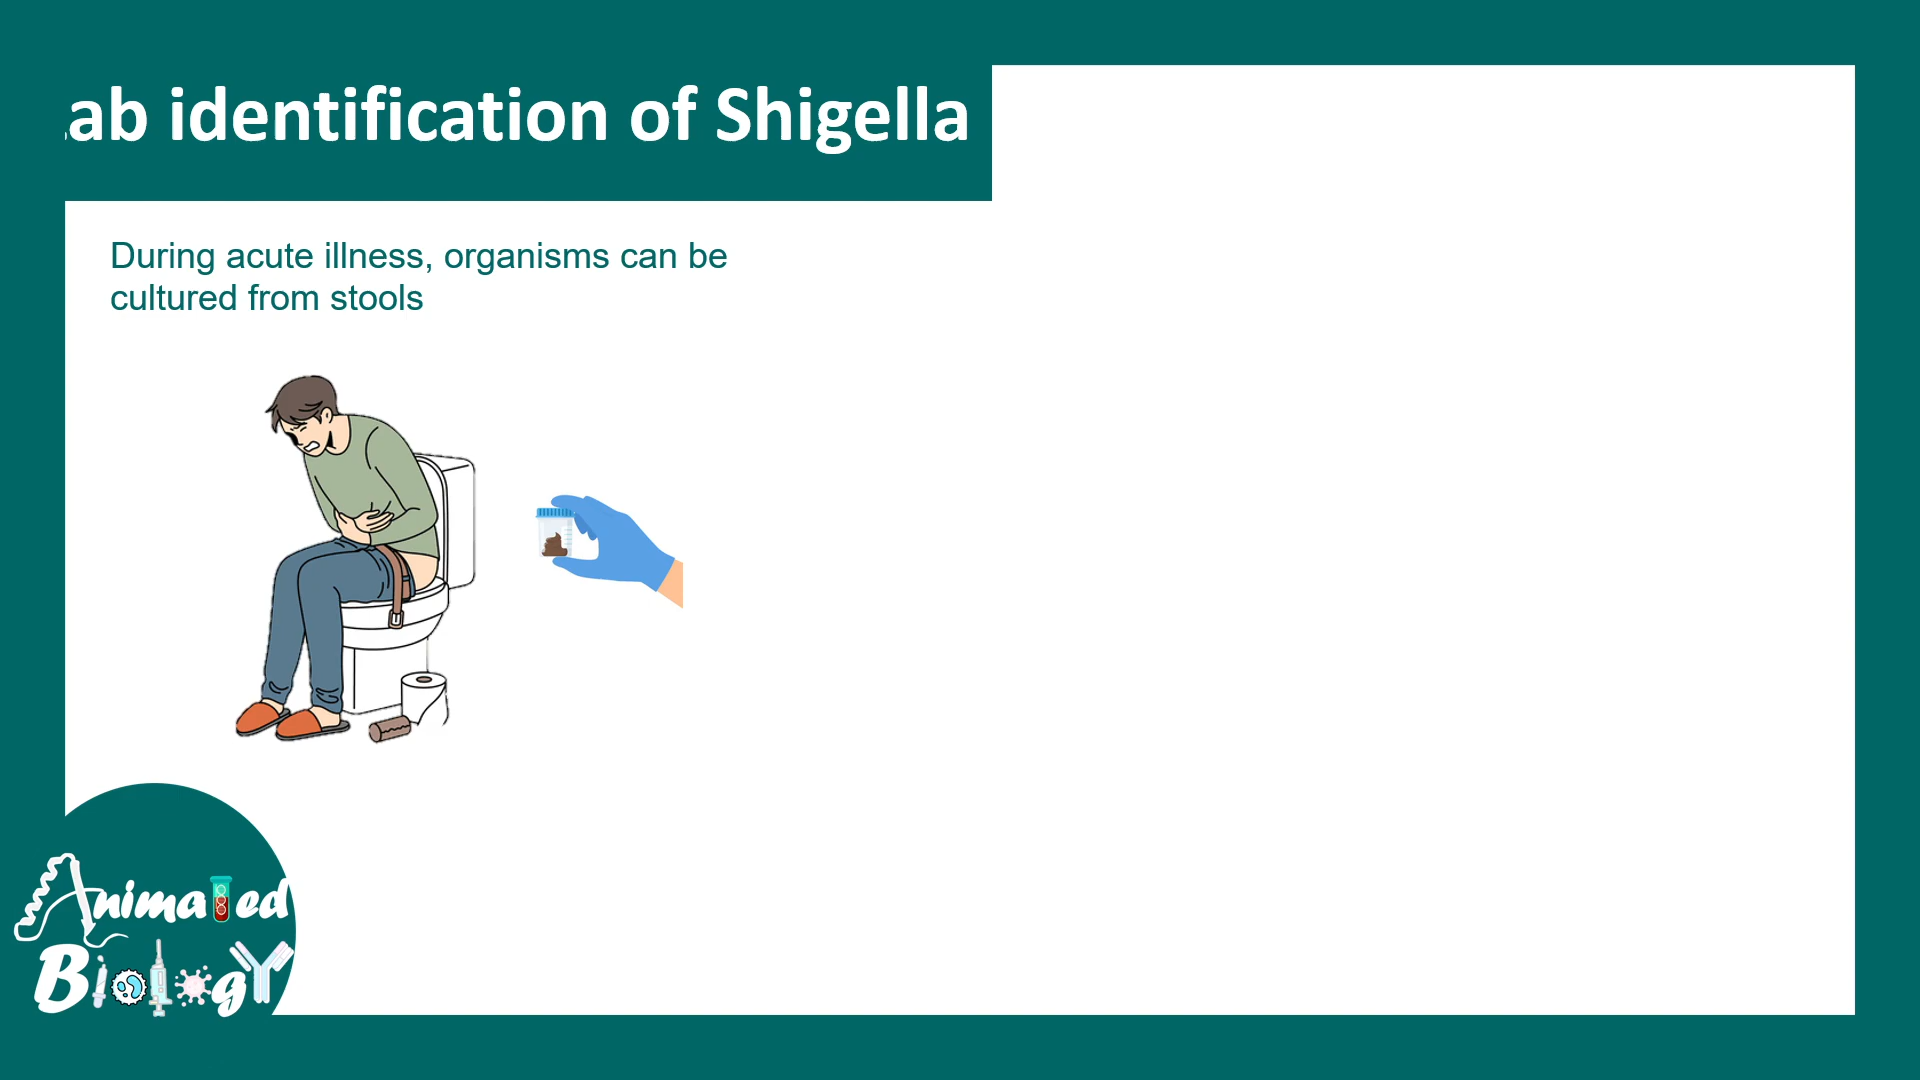 ab identification of Shigella
During acute illness, organisms can be
cultured from stools
Animated
Biology